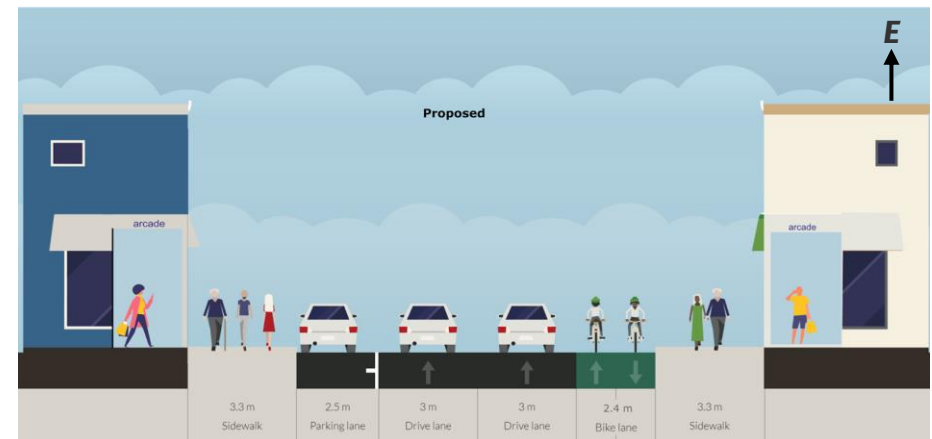 E
Proposed
arcade
arcade
3.3 m
2.5 m
3 m
3 m
2.4 m
3.3 m
Sidewalk
Parking lane
Drive lane
Drive lane
Bike lane
Sidewalk